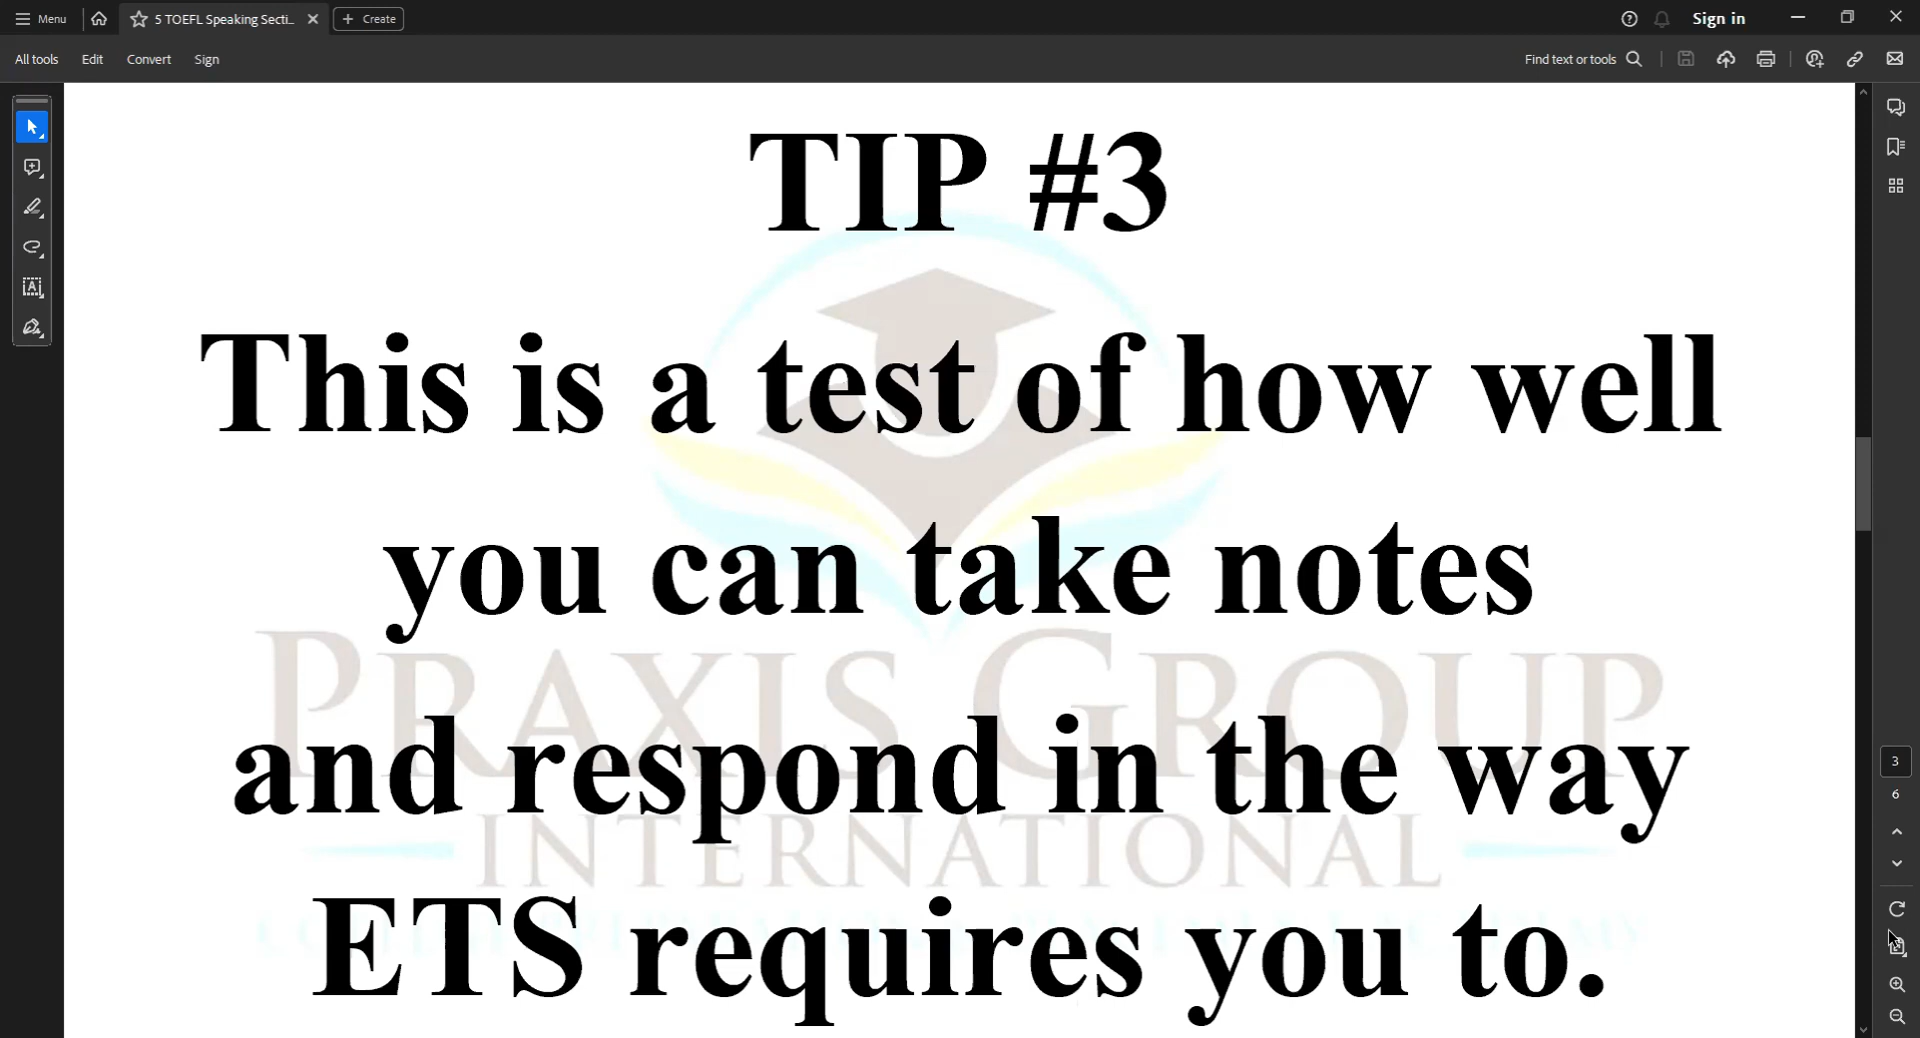 Menu
5 TOEFL Speaking Secti...
Create
Sign in
All tools
Edit
Convert
Sign
Find text or tools
TIP #3
This is a test of how well
you can take notes
and respond in the way
ETS requires you to.
PRAXIS GROUP
INTERNATIONAL
3
6